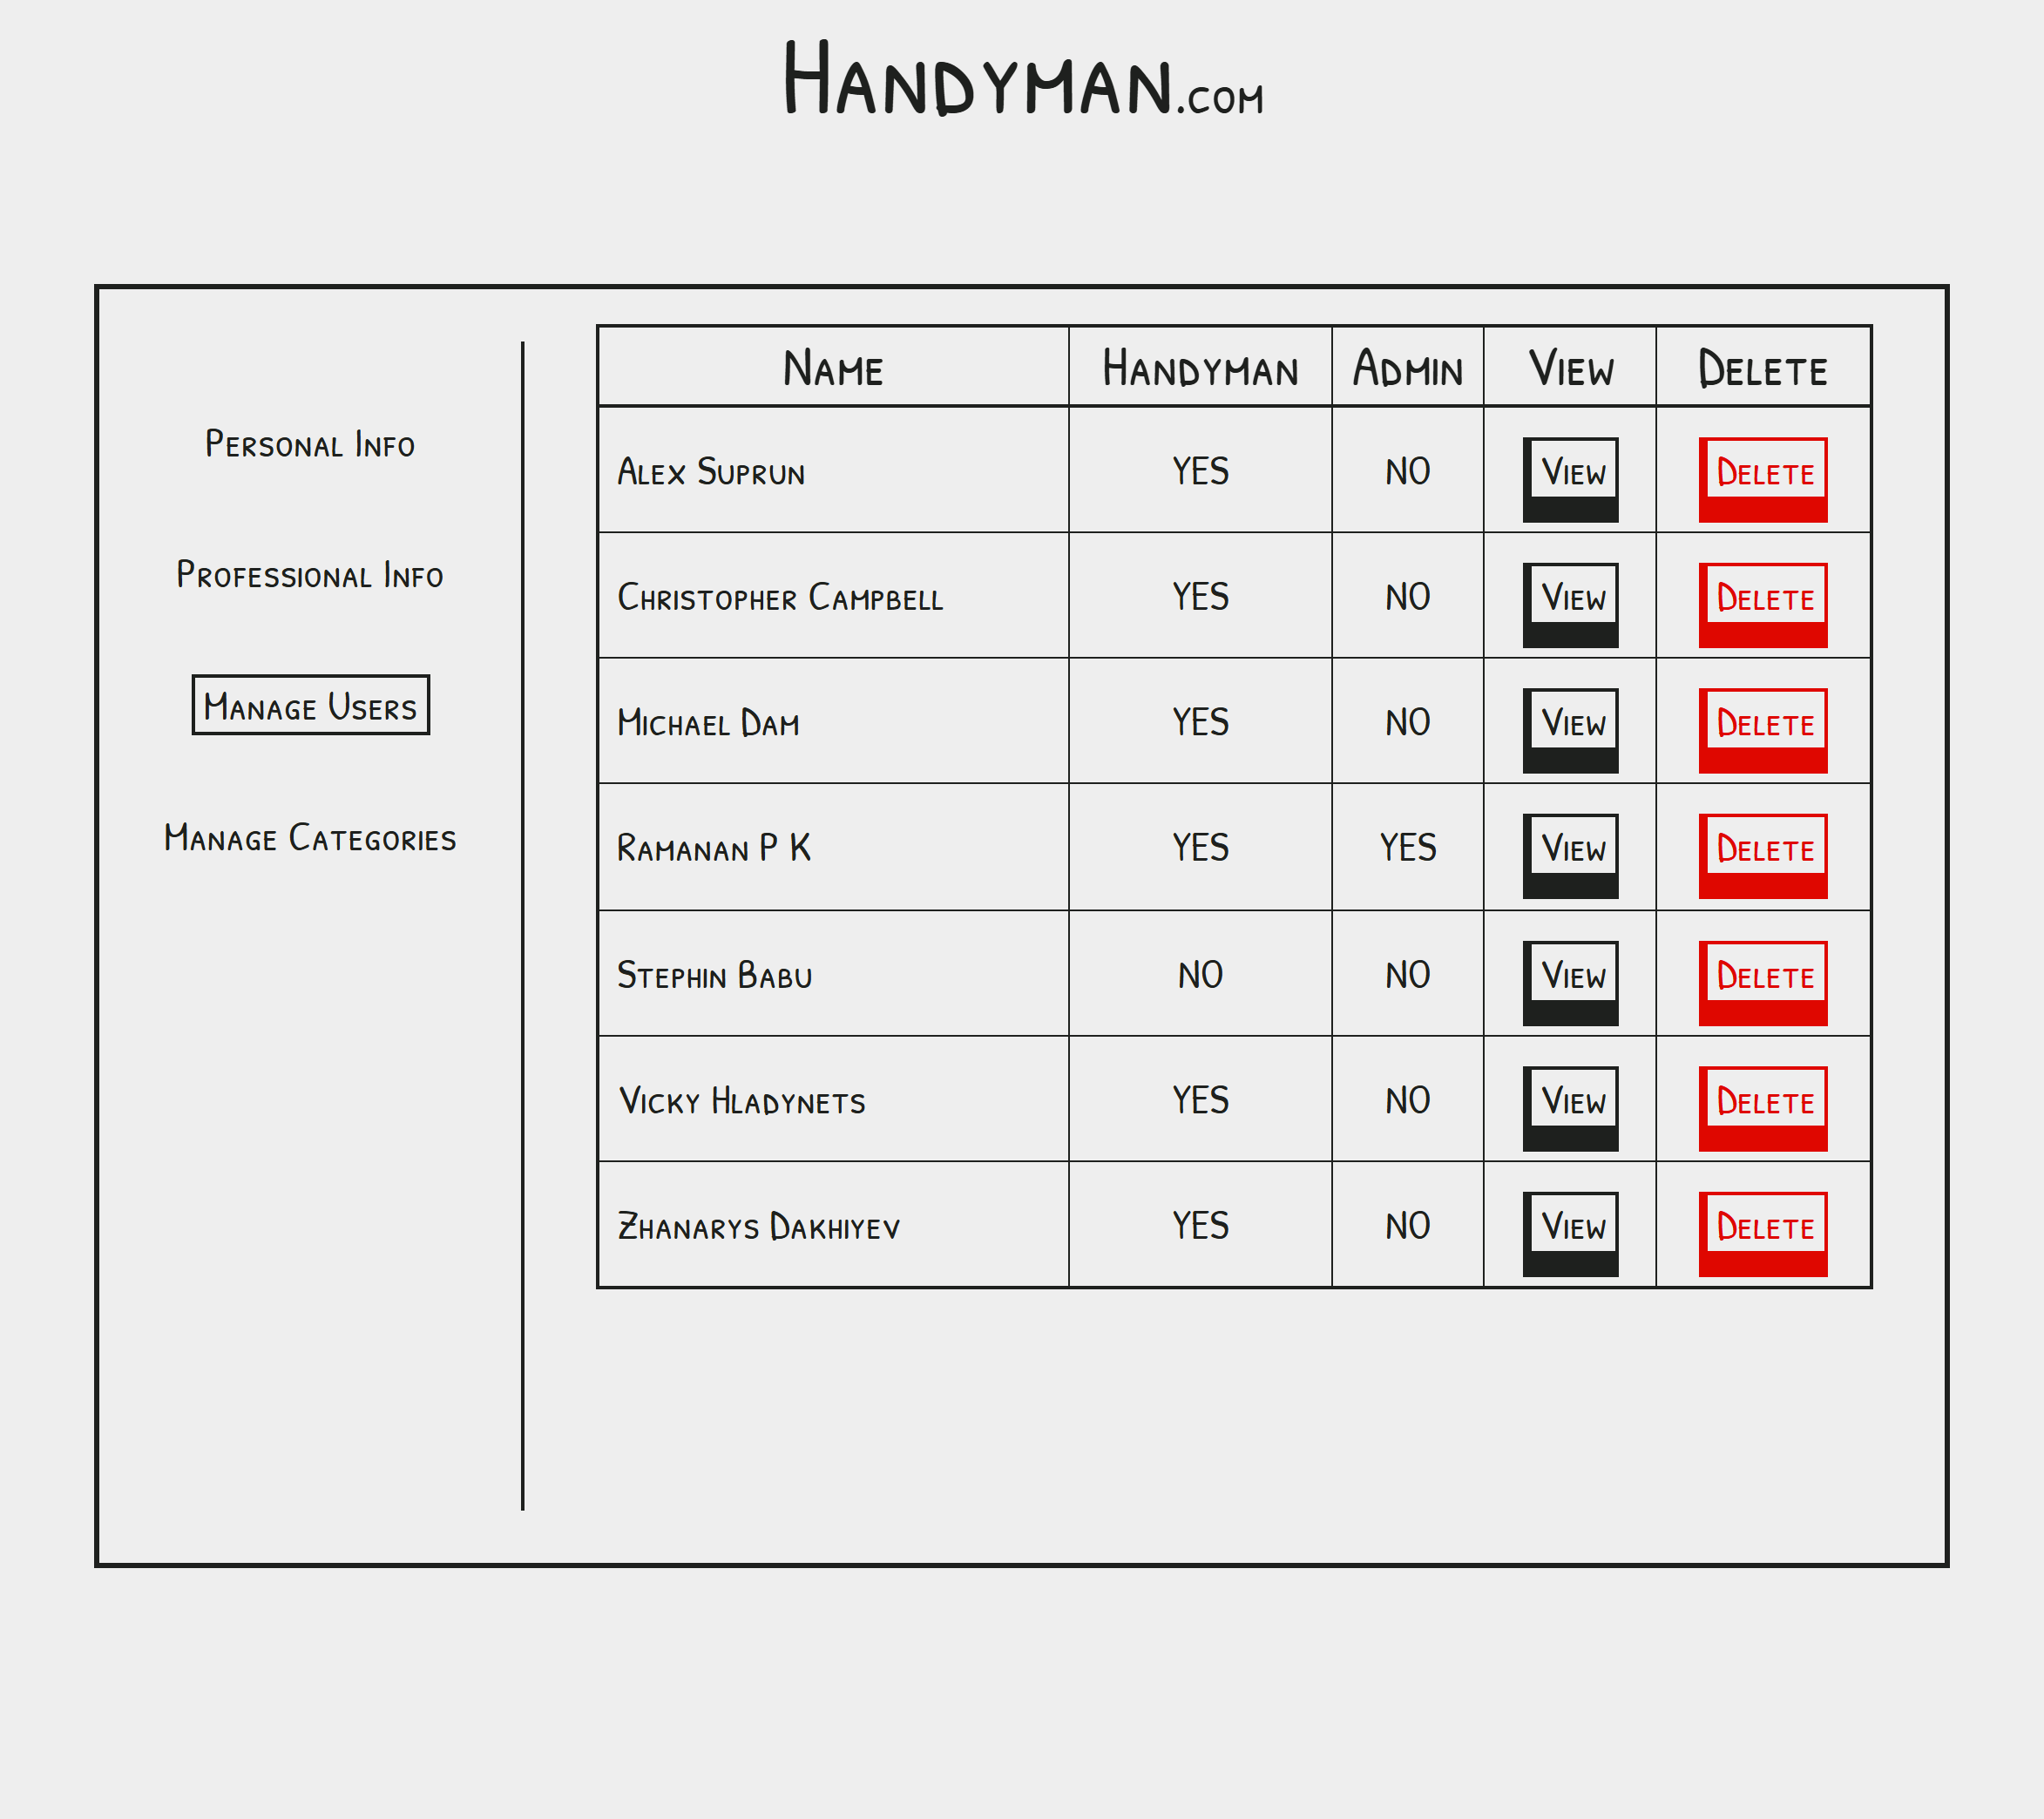 Handyman.com
Personal Info
Professional Info
Manage Users
Manage Categories
Name Handyman Admin View Delete
Alex Suprun YES NO View Delete
Christopher Campbell YES NO View Delete
Michael Dam YES NO View Delete
Ramanan P K YES YES View Delete
Stephin Babu NO NO View Delete
Vicky Hladynets YES NO View Delete
Zhanarys Dakhiyev YES NO View Delete